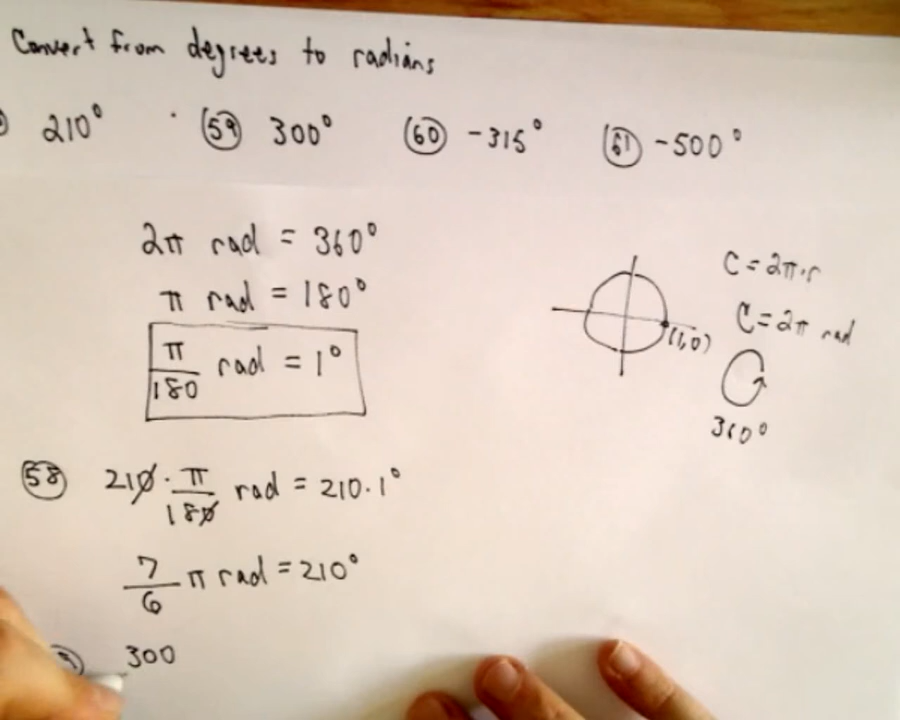 Convert from degrees to radians
210° (59) 300° (60) -315° (61) -500°
2π rad = 360°
π rad = 180°
π/180 rad = 1°
C = 2π·r
C = 2π rad
(1,0)
360°
(58) 210 · π/180 rad = 210·1°
7/6 π rad = 210°
300